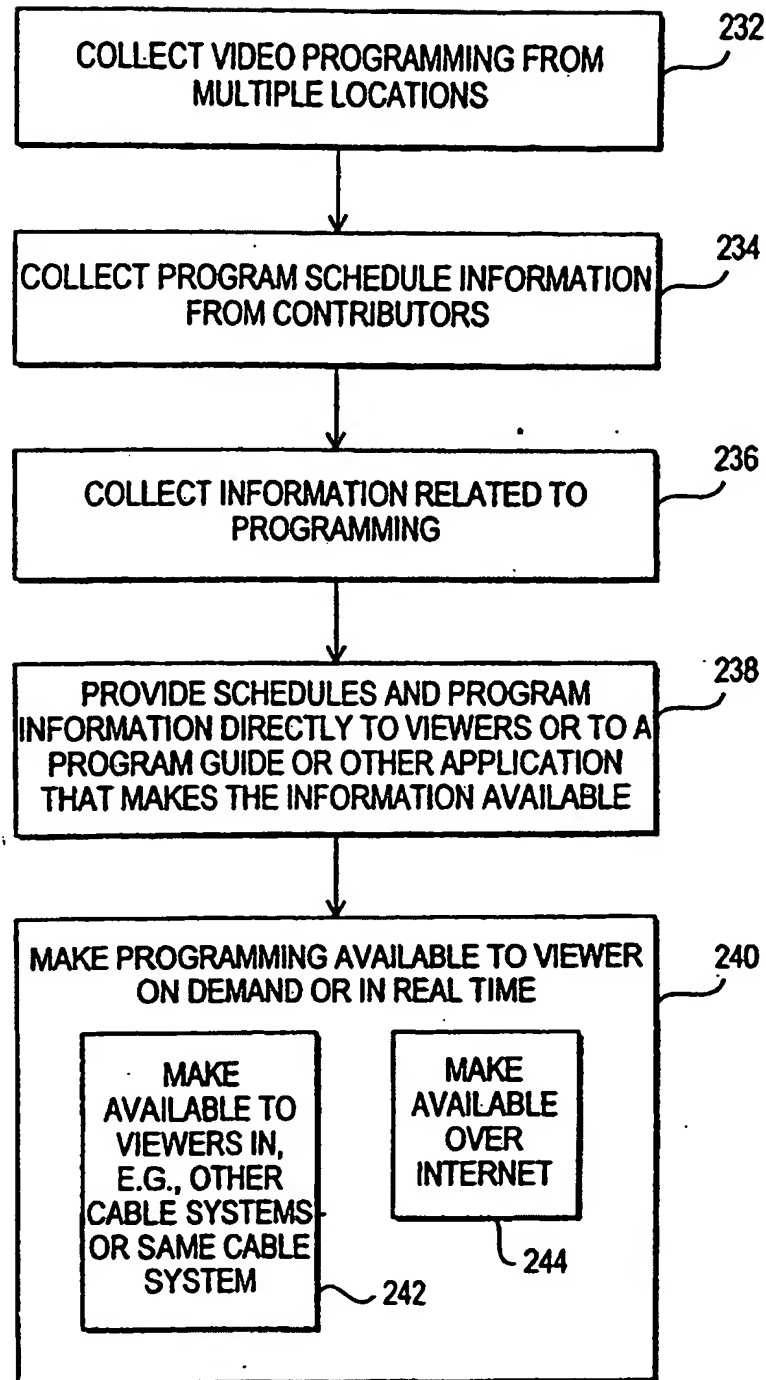 COLLECT VIDEO PROGRAMMING FROM
MULTIPLE LOCATIONS
232
COLLECT PROGRAM SCHEDULE INFORMATION
FROM CONTRIBUTORS
234
COLLECT INFORMATION RELATED TO
PROGRAMMING
236
PROVIDE SCHEDULES AND PROGRAM
INFORMATION DIRECTLY TO VIEWERS OR TO A
PROGRAM GUIDE OR OTHER APPLICATION
THAT MAKES THE INFORMATION AVAILABLE
238
MAKE PROGRAMMING AVAILABLE TO VIEWER
ON DEMAND OR IN REAL TIME
240
MAKE
AVAILABLE TO
VIEWERS IN,
E.G., OTHER
CABLE SYSTEMS
OR SAME CABLE
SYSTEM
242
MAKE
AVAILABLE
OVER
INTERNET
244